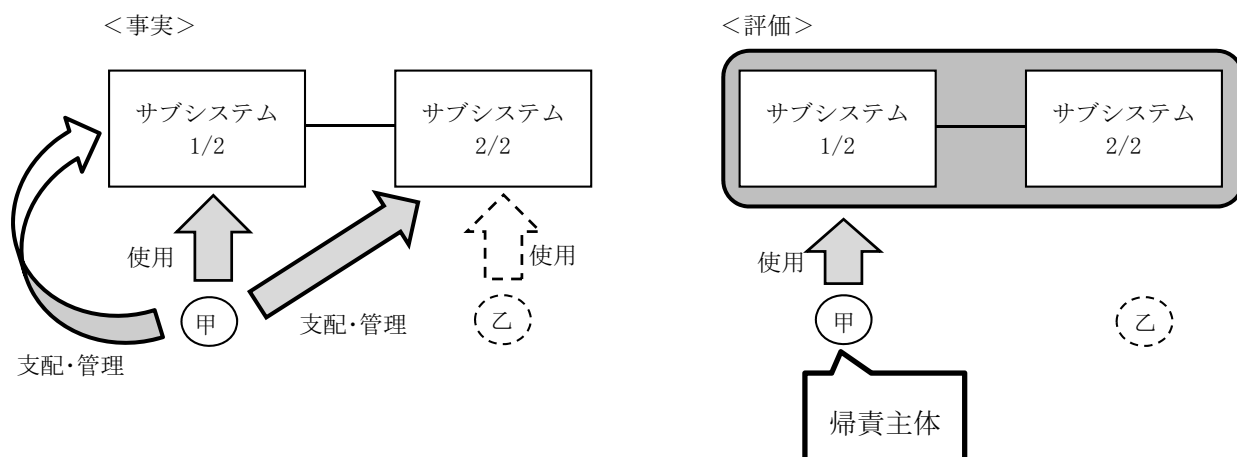 ＜事実＞
サブシステム
1/2
サブシステム
2/2
使用
使用
甲
支配・管理
乙
支配・管理
＜評価＞
サブシステム
1/2
サブシステム
2/2
使用
甲
乙
帰責主体